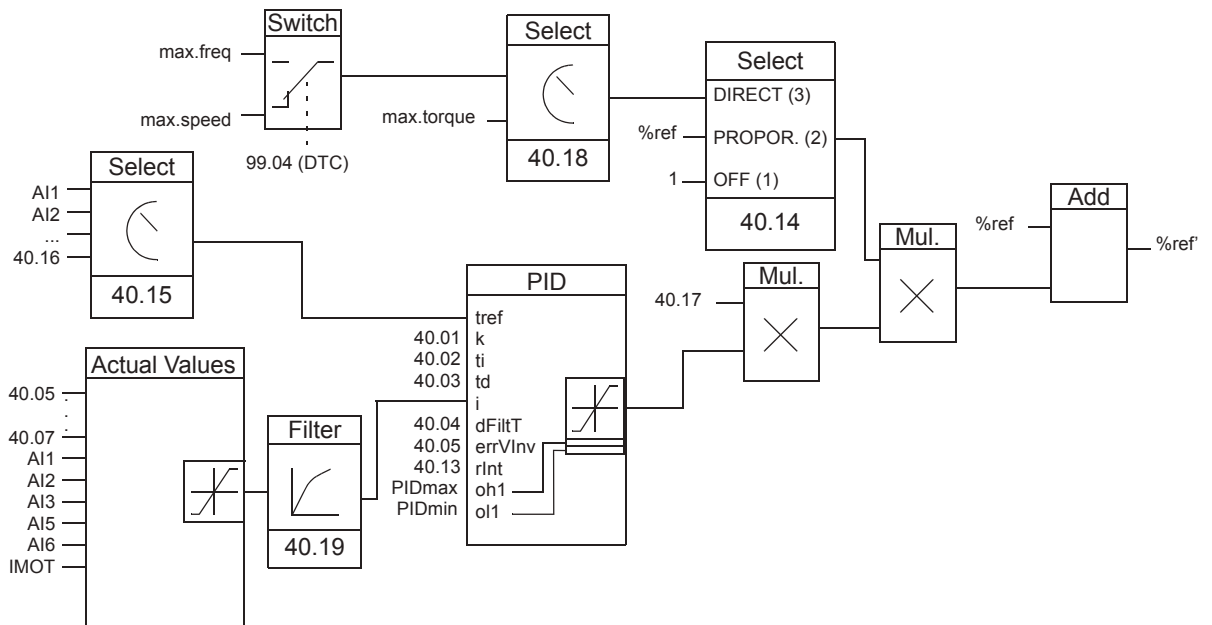 Switch
max.freq
max.speed
99.04 (DTC)
Select
max.torque
40.18
Select
DIRECT (3)
%ref
PROPOR. (2)
1
OFF (1)
40.14
Select
AI1
AI2
...
40.16
40.15
Mul.
Add
%ref
%ref'
PID
tref
40.01
k
40.02
ti
40.03
td
i
40.04
dFiltT
40.05
errVInv
40.13
rInt
PIDmax
oh1
PIDmin
ol1
Mul.
40.17
Actual Values
40.05
.
.
40.07
AI1
AI2
AI3
AI5
AI6
IMOT
Filter
40.19